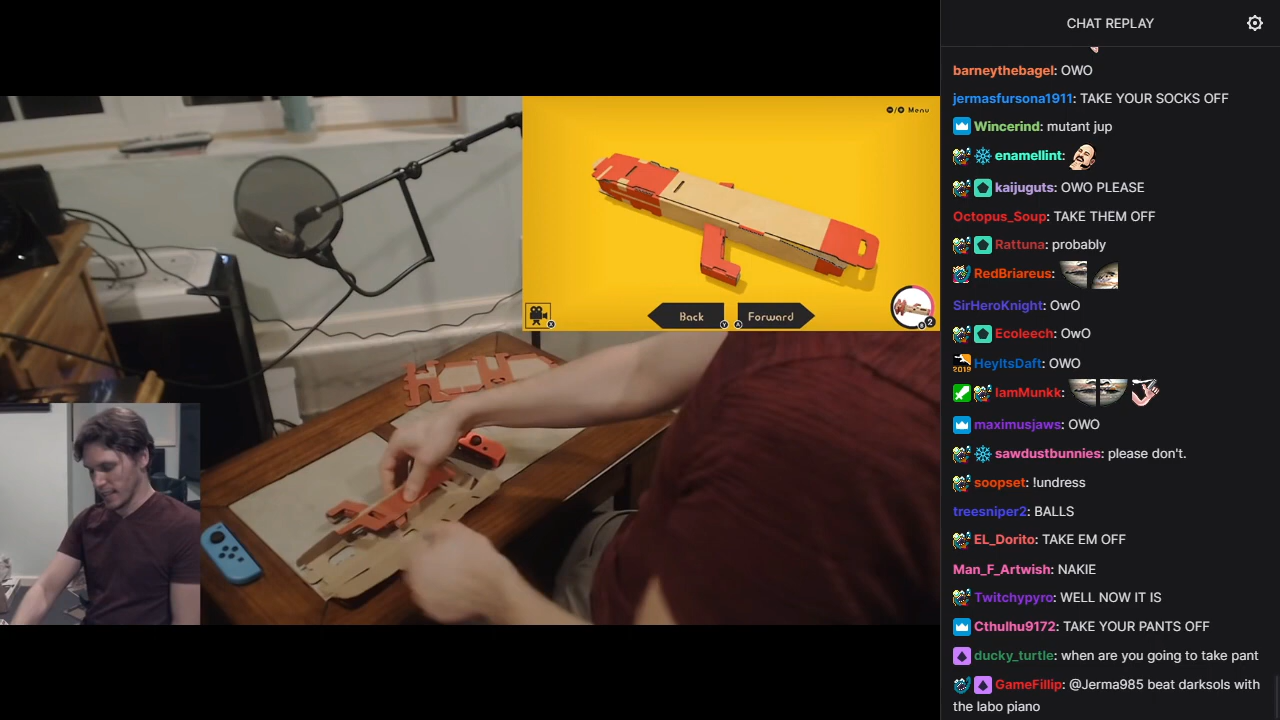 Menu
Back
Forward
CHAT REPLAY
barneythebagel: OWO
jermasfursona1911: TAKE YOUR SOCKS OFF
Wincerind: mutant jup
enamellint:
kaijuguts: OWO PLEASE
Octopus_Soup: TAKE THEM OFF
Rattuna: probably
RedBriareus:
SirHeroKnight: OwO
Ecoleech: OwO
2019 HeyItsDaft: OWO
IamMunkk:
maximusjaws: OWO
sawdustbunnies: please don't.
soopset: !undress
treesniper2: BALLS
EL_Dorito: TAKE EM OFF
Man_F_Artwish: NAKIE
Twitchypyro: WELL NOW IT IS
Cthulhu9172: TAKE YOUR PANTS OFF
ducky_turtle: when are you going to take pant
GameFillip: @Jerma985 beat darksols with
the labo piano